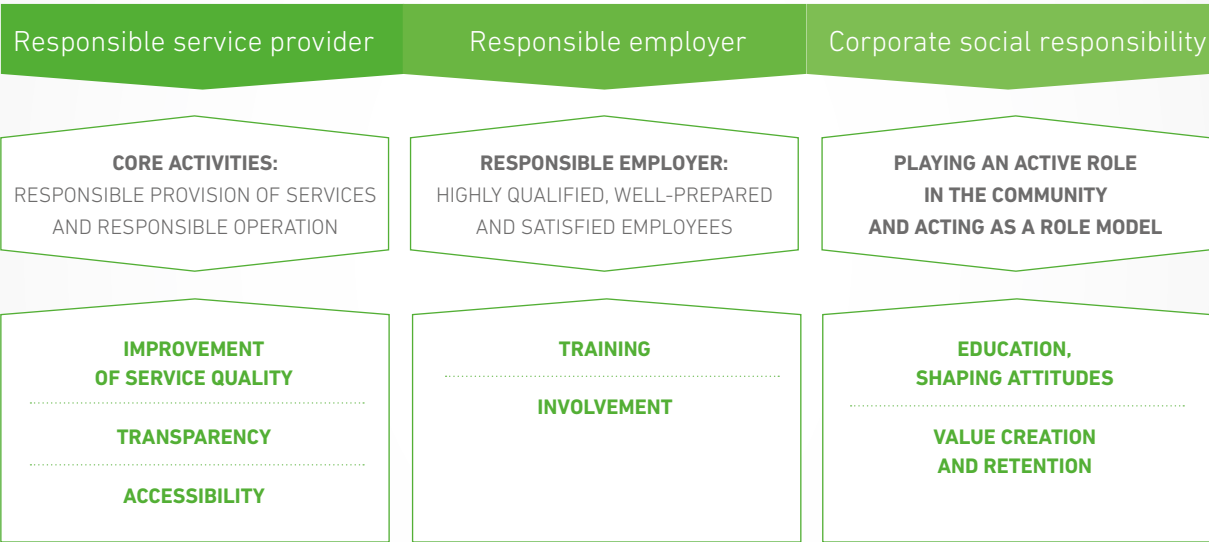 Responsible service provider
Responsible employer
Corporate social responsibility
CORE ACTIVITIES:
RESPONSIBLE PROVISION OF SERVICES
AND RESPONSIBLE OPERATION
RESPONSIBLE EMPLOYER:
HIGHLY QUALIFIED, WELL-PREPARED
AND SATISFIED EMPLOYEES
PLAYING AN ACTIVE ROLE
IN THE COMMUNITY
AND ACTING AS A ROLE MODEL
IMPROVEMENT
OF SERVICE QUALITY
TRANSPARENCY
ACCESSIBILITY
TRAINING
INVOLVEMENT
EDUCATION,
SHAPING ATTITUDES
VALUE CREATION
AND RETENTION